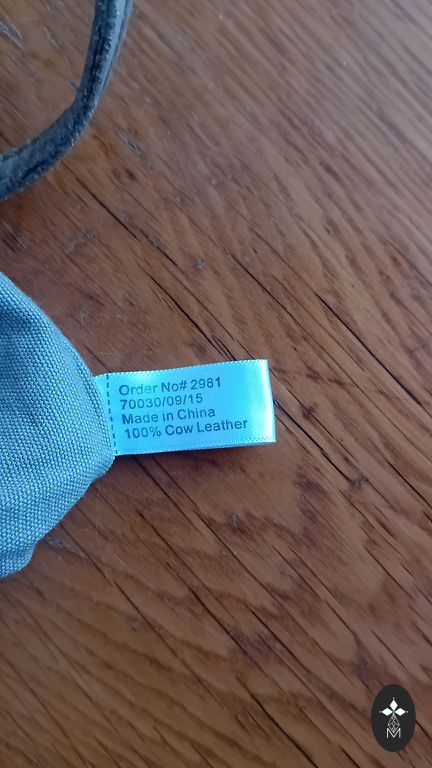 Order No# 2981
70030/09/15
Made in China
100% Cow Leather
M